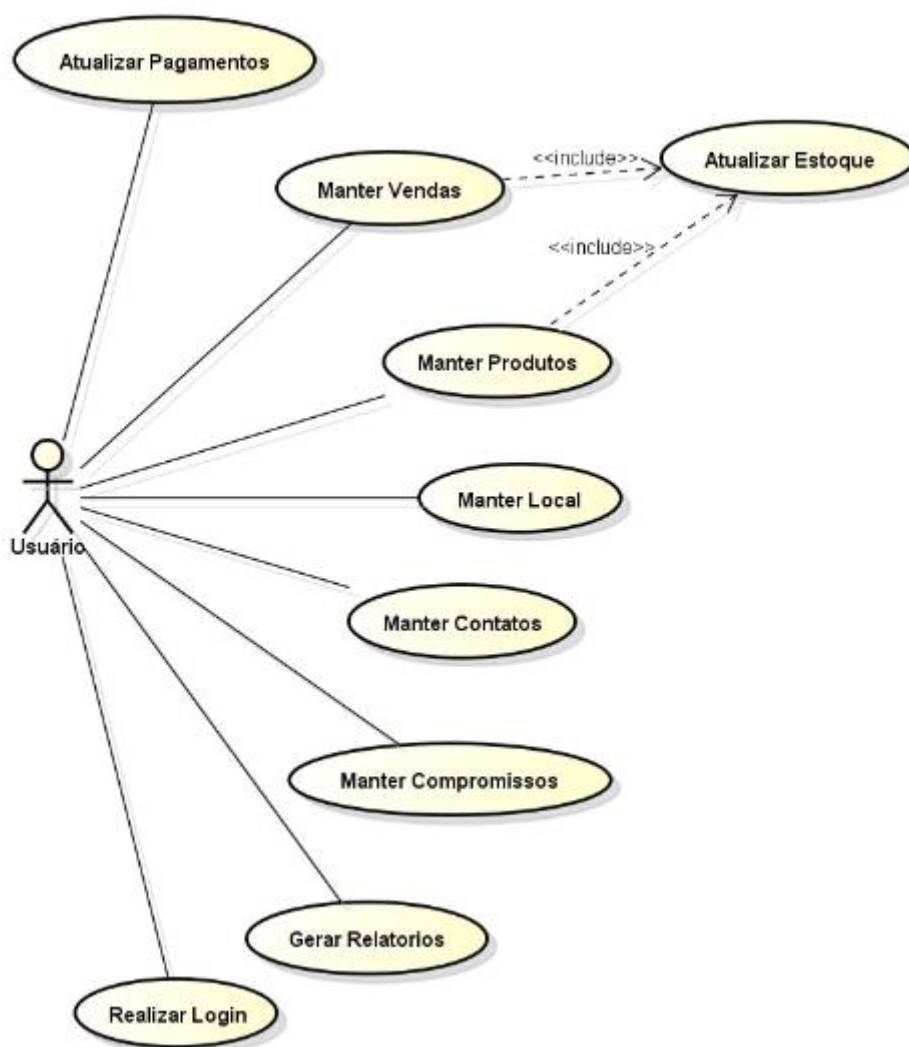 Atualizar Pagamentos
<<include>>
Atualizar Estoque
Manter Vendas
<<include>>
Manter Produtos
Manter Local
Usuário
Manter Contatos
Manter Compromissos
Gerar Relatorios
Realizar Login